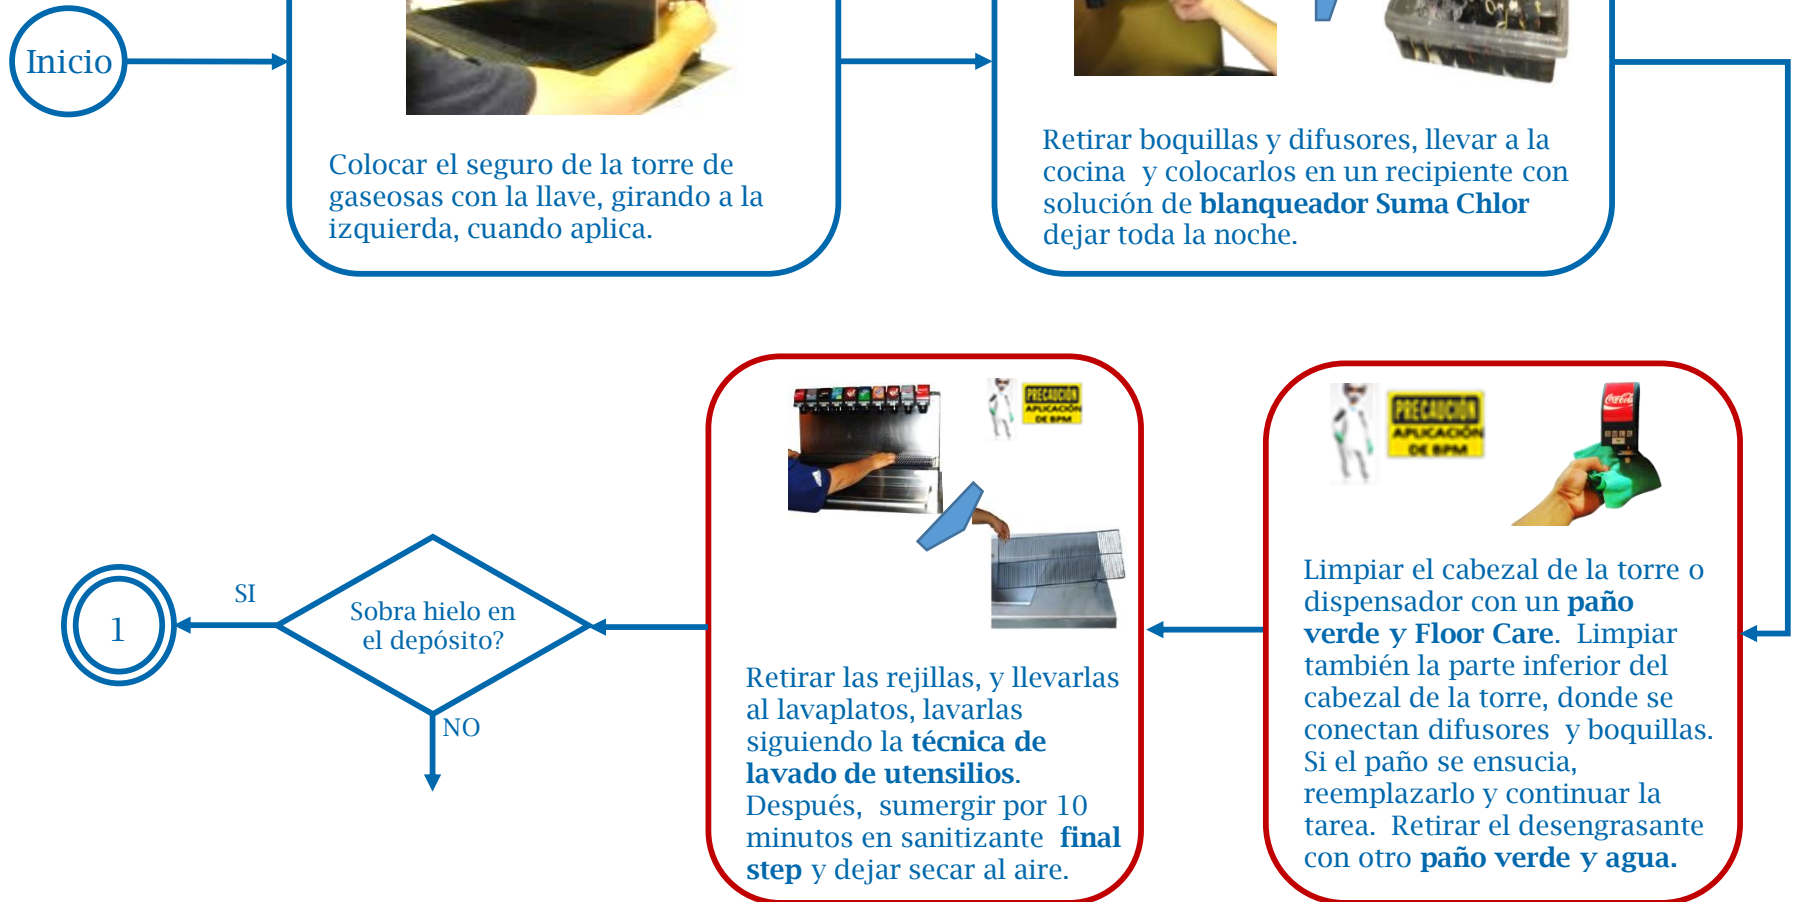 Inicio
Colocar el seguro de la torre de
gaseosas con la llave, girando a la
izquierda, cuando aplica.
Retirar boquillas y difusores, llevar a la
cocina y colocarlos en un recipiente con
solución de blanqueador Suma Chlor
dejar toda la noche.
PRECAUCIÓN
APLICACIÓN
DE BPM
Coca-Cola
Limpiar el cabezal de la torre o
dispensador con un paño
verde y Floor Care. Limpiar
también la parte inferior del
cabezal de la torre, donde se
conectan difusores y boquillas.
Si el paño se ensucia,
reemplazarlo y continuar la
tarea. Retirar el desengrasante
con otro paño verde y agua.
PRECAUCIÓN
APLICACIÓN
DE BPM
Retirar las rejillas, y llevarlas
al lavaplatos, lavarlas
siguiendo la técnica de
lavado de utensilios.
Después, sumergir por 10
minutos en sanitizante final
step y dejar secar al aire.
Sobra hielo en
el depósito?
SI
1
NO